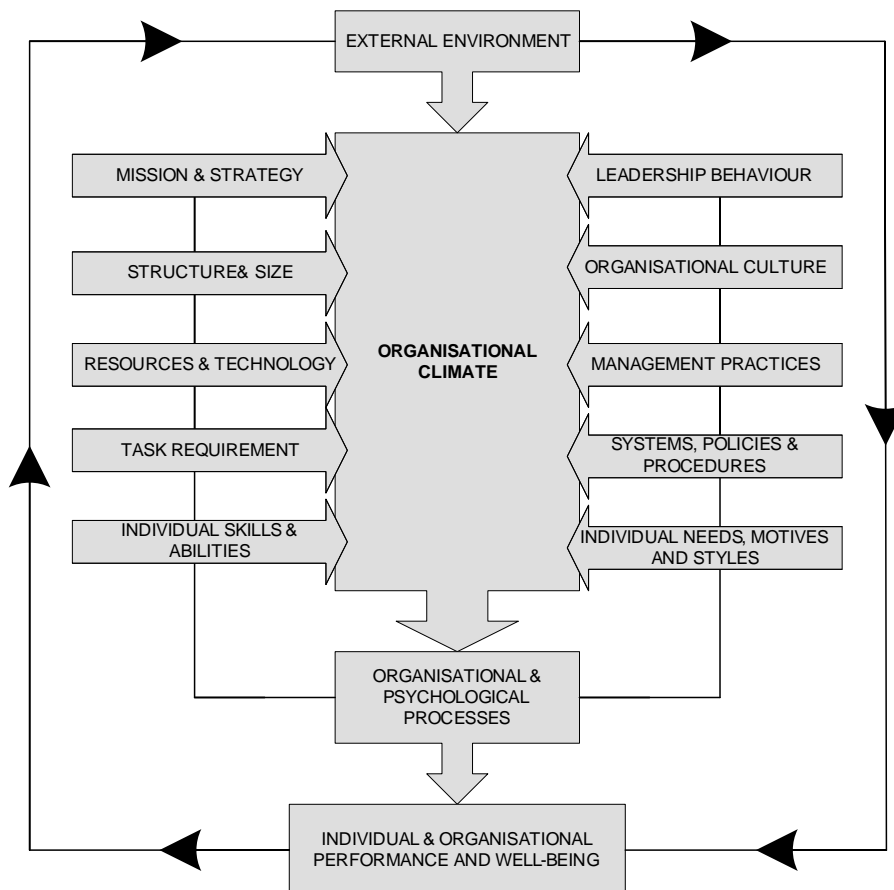 EXTERNAL ENVIRONMENT
MISSION & STRATEGY
LEADERSHIP BEHAVIOUR
STRUCTURE& SIZE
ORGANISATIONAL CULTURE
RESOURCES & TECHNOLOGY
ORGANISATIONAL
CLIMATE
MANAGEMENT PRACTICES
TASK REQUIREMENT
SYSTEMS, POLICIES &
PROCEDURES
INDIVIDUAL SKILLS &
ABILITIES
INDIVIDUAL NEEDS, MOTIVES
AND STYLES
ORGANISATIONAL &
PSYCHOLOGICAL
PROCESSES
INDIVIDUAL & ORGANISATIONAL
PERFORMANCE AND WELL-BEING